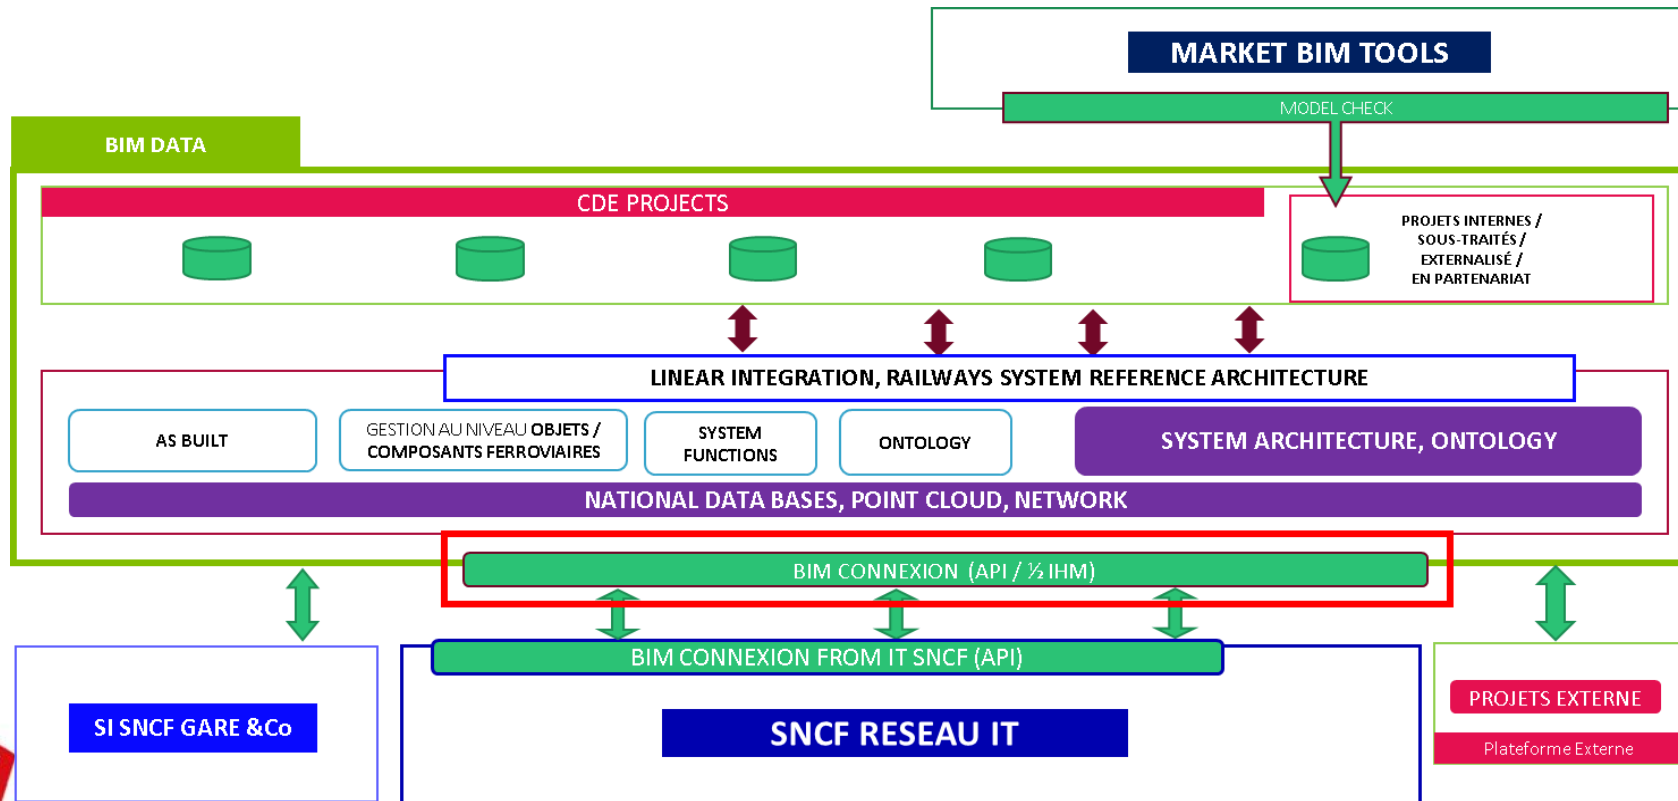 MARKET BIM TOOLS
MODEL CHECK
BIM DATA
CDE PROJECTS
PROJETS INTERNES /
SOUS-TRAITÉS /
EXTERNALISÉ /
EN PARTENARIAT
LINEAR INTEGRATION, RAILWAYS SYSTEM REFERENCE ARCHITECTURE
AS BUILT
GESTION AU NIVEAU OBJETS /
COMPOSANTS FERROVIAIRES
SYSTEM
FUNCTIONS
ONTOLOGY
SYSTEM ARCHITECTURE, ONTOLOGY
NATIONAL DATA BASES, POINT CLOUD, NETWORK
BIM CONNEXION (API / ½ IHM)
BIM CONNEXION FROM IT SNCF (API)
SI SNCF GARE &Co
SNCF RESEAU IT
PROJETS EXTERNE
Plateforme Externe